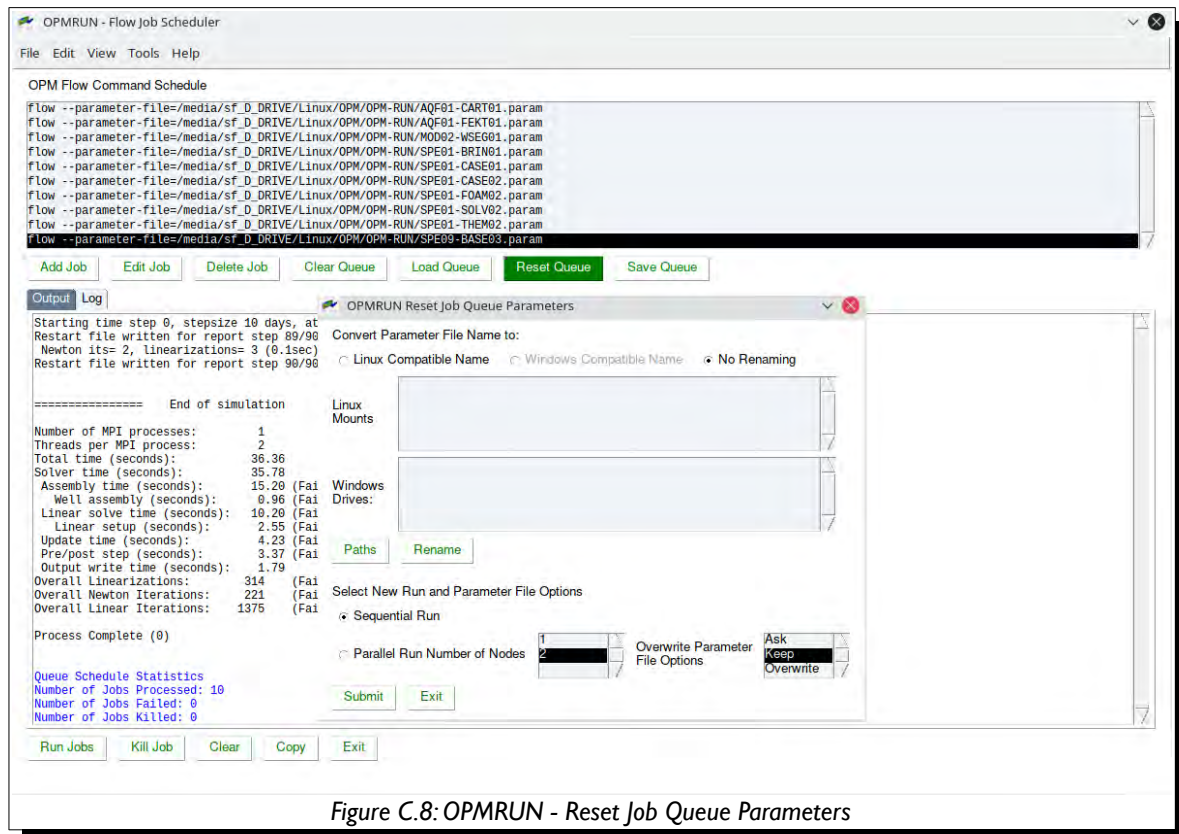 OPMRUN - Flow Job Scheduler
File Edit View Tools Help
OPM Flow Command Schedule
flow --parameter-file=/media/sf_D_DRIVE/Linux/OPM/OPM-RUN/AQF01-CART01.param
flow --parameter-file=/media/sf_D_DRIVE/Linux/OPM/OPM-RUN/AQF01-FEKT01.param
flow --parameter-file=/media/sf_D_DRIVE/Linux/OPM/OPM-RUN/MOD02-WSEG01.param
flow --parameter-file=/media/sf_D_DRIVE/Linux/OPM/OPM-RUN/SPE01-BRIN01.param
flow --parameter-file=/media/sf_D_DRIVE/Linux/OPM/OPM-RUN/SPE01-CASE01.param
flow --parameter-file=/media/sf_D_DRIVE/Linux/OPM/OPM-RUN/SPE01-CASE02.param
flow --parameter-file=/media/sf_D_DRIVE/Linux/OPM/OPM-RUN/SPE01-FOAM02.param
flow --parameter-file=/media/sf_D_DRIVE/Linux/OPM/OPM-RUN/SPE01-SOLV02.param
flow --parameter-file=/media/sf_D_DRIVE/Linux/OPM/OPM-RUN/SPE01-THEM02.param
flow --parameter-file=/media/sf_D_DRIVE/Linux/OPM/OPM-RUN/SPE09-BASE03.param
Add Job Edit Job Delete Job Clear Queue Load Queue Reset Queue Save Queue
Output Log
Starting time step 0, stepsize 10 days, at
Restart file written for report step 89/90
Newton its= 2, linearizations= 3 (0.1sec)
Restart file written for report step 90/90
================ End of simulation
Number of MPI processes: 1
Threads per MPI process: 2
Total time (seconds): 36.36
Solver time (seconds): 35.78
Assembly time (seconds): 15.20 (Fai
Well assembly (seconds): 0.96 (Fai
Linear solve time (seconds): 10.20 (Fai
Linear setup (seconds): 2.55 (Fai
Update time (seconds): 4.23 (Fai
Pre/post step (seconds): 3.37 (Fai
Output write time (seconds): 1.79
Overall Linearizations: 314 (Fai
Overall Newton Iterations: 221 (Fai
Overall Linear Iterations: 1375 (Fai
Process Complete (0)
Queue Schedule Statistics
Number of Jobs Processed: 10
Number of Jobs Failed: 0
Number of Jobs Killed: 0
OPMRUN Reset Job Queue Parameters
Convert Parameter File Name to:
Linux Compatible Name Windows Compatible Name No Renaming
Linux
Mounts
Windows
Drives:
Paths Rename
Select New Run and Parameter File Options
Sequential Run
Parallel Run Number of Nodes
1
2
Overwrite Parameter
File Options
Ask
Keep
Overwrite
Submit Exit
Run Jobs Kill Job Clear Copy Exit
Figure C.8: OPMRUN - Reset Job Queue Parameters